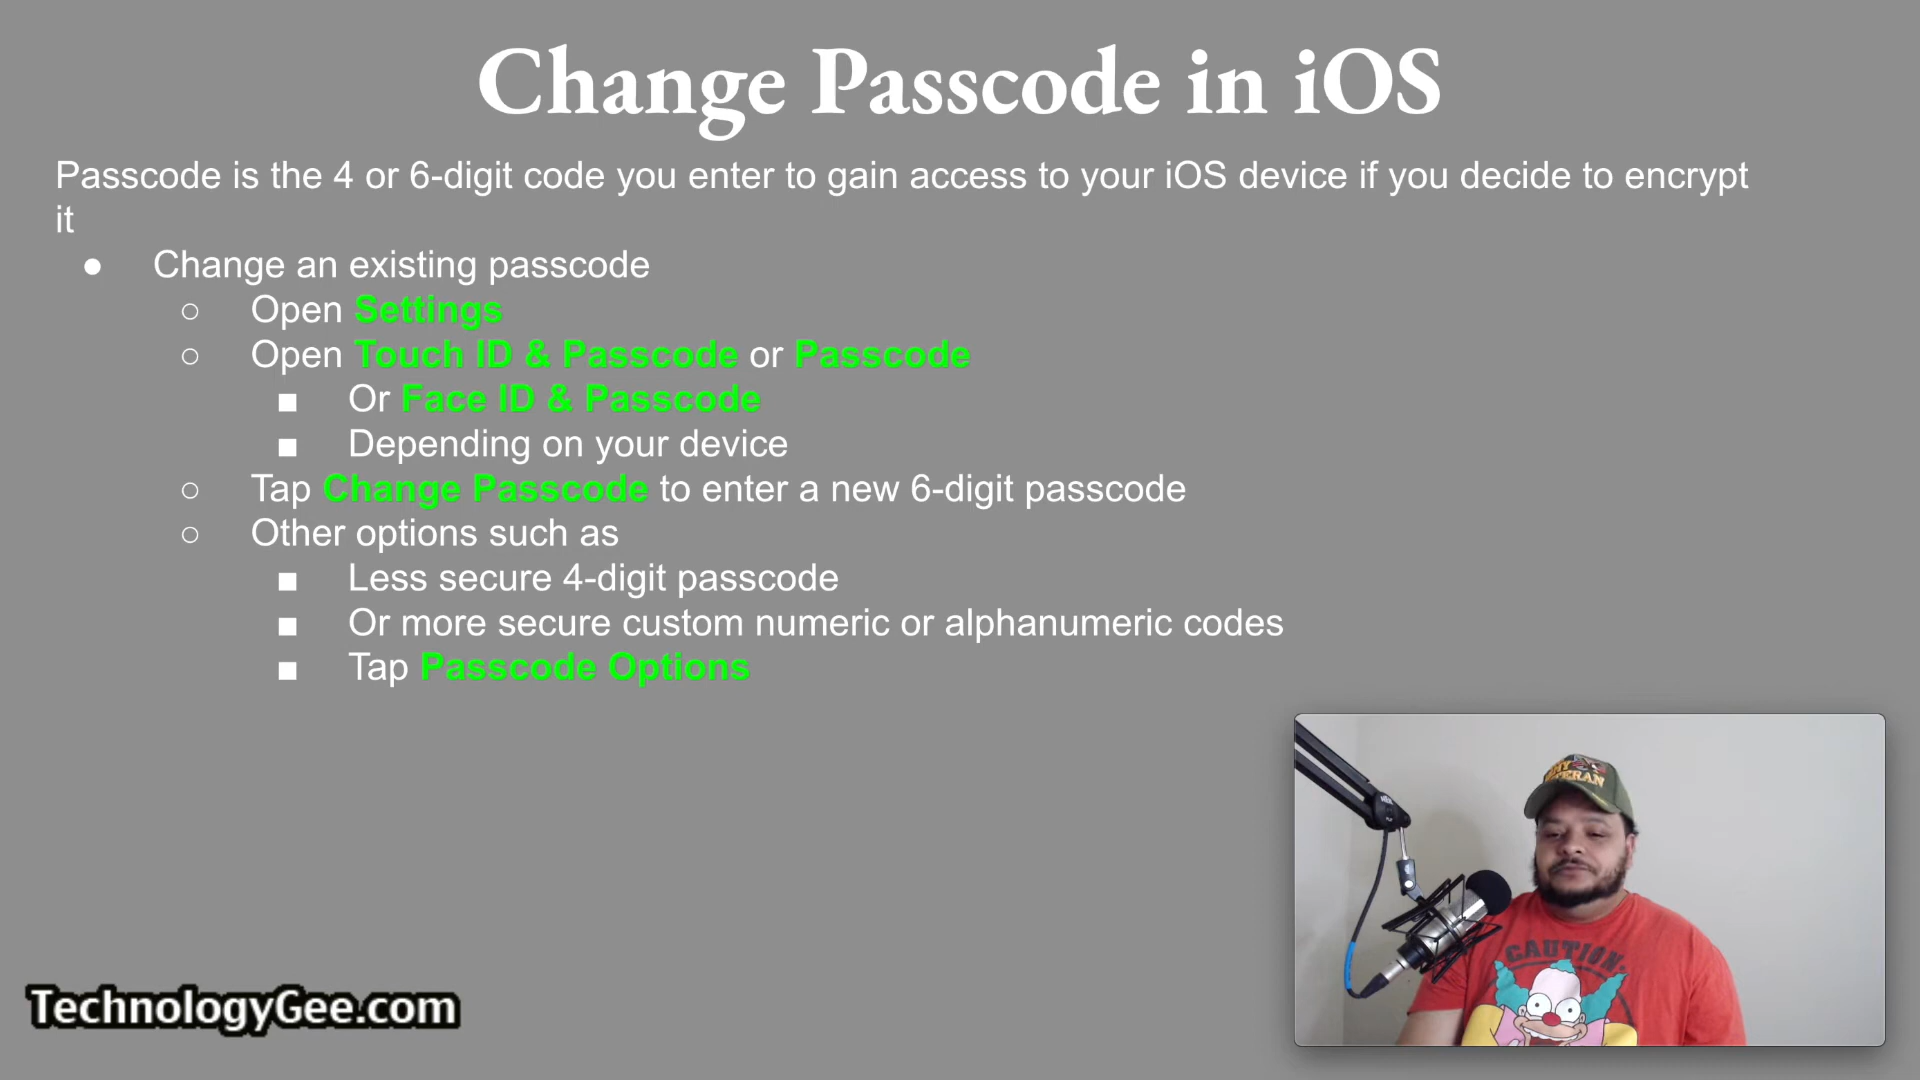 Change Passcode in iOS
Passcode is the 4 or 6-digit code you enter to gain access to your iOS device if you decide to encrypt
it
● Change an existing passcode
○ Open Settings
○ Open Touch ID & Passcode or Passcode
■ Or Face ID & Passcode
■ Depending on your device
○ Tap Change Passcode to enter a new 6-digit passcode
○ Other options such as
■ Less secure 4-digit passcode
■ Or more secure custom numeric or alphanumeric codes
■ Tap Passcode Options
CAUTION:
TechnologyGee.com